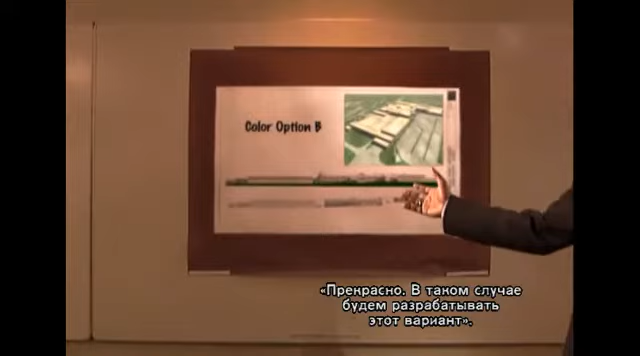 Color Option B
«Прекрасно. В таком случае
будем разрабатывать
этот вариант».